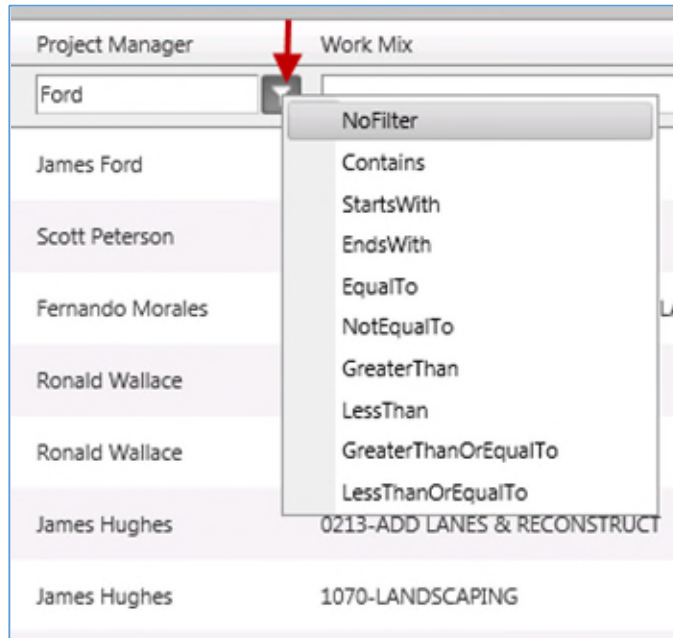 Project Manager Work Mix
Ford
NoFilter
James Ford
Contains
StartsWith
Scott Peterson
EndsWith
EqualTo
Fernando Morales
NotEqualTo
GreaterThan
Ronald Wallace
LessThan
Ronald Wallace
GreaterThanOrEqualTo
LessThanOrEqualTo
James Hughes 0213-ADD LANES & RECONSTRUCT
James Hughes 1070-LANDSCAPING